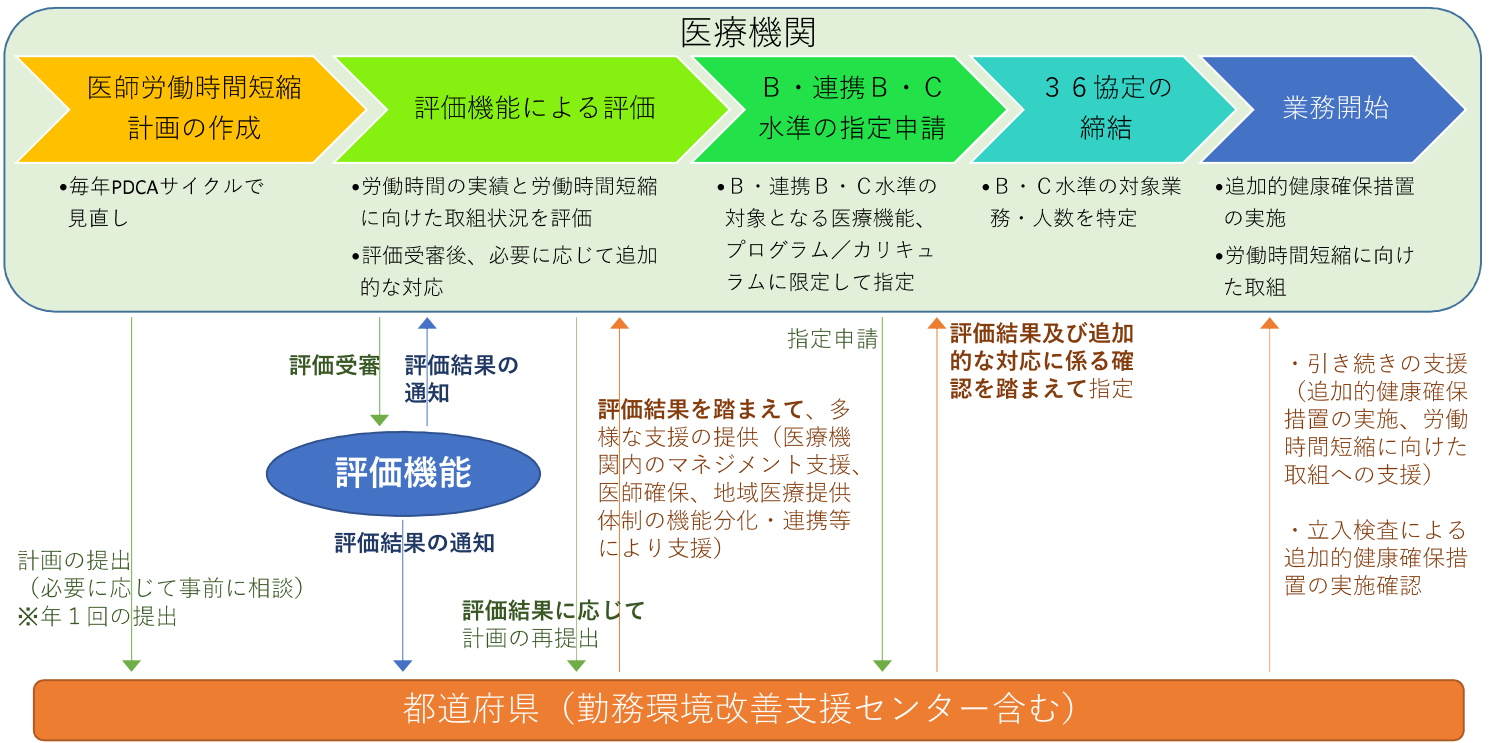 医療機関
医師労働時間短縮
計画の作成
評価機能による評価
Ｂ・連携Ｂ・Ｃ
水準の指定申請
３６協定の
締結
業務開始
•毎年PDCAサイクルで
見直し
•労働時間の実績と労働時間短縮
に向けた取組状況を評価
•評価受審後、必要に応じて追加
的な対応
•Ｂ・連携Ｂ・Ｃ水準の
対象となる医療機能、
プログラム／カリキュ
ラムに限定して指定
•Ｂ・Ｃ水準の対象業
務・人数を特定
•追加的健康確保措置
の実施
•労働時間短縮に向け
た取組
評価受審
評価結果の
通知
評価機能
評価結果の通知
計画の提出
（必要に応じて事前に相談）
※年１回の提出
評価結果に応じて
計画の再提出
評価結果を踏まえて、多
様な支援の提供（医療機
関内のマネジメント支援、
医師確保、地域医療提供
体制の機能分化・連携等
により支援）
指定申請
評価結果及び追加
的な対応に係る確
認を踏まえて指定
・引き続きの支援
（追加的健康確保
措置の実施、労働
時間短縮に向けた
取組への支援）
・立入検査による
追加的健康確保措
置の実施確認
都道府県（勤務環境改善支援センター含む）